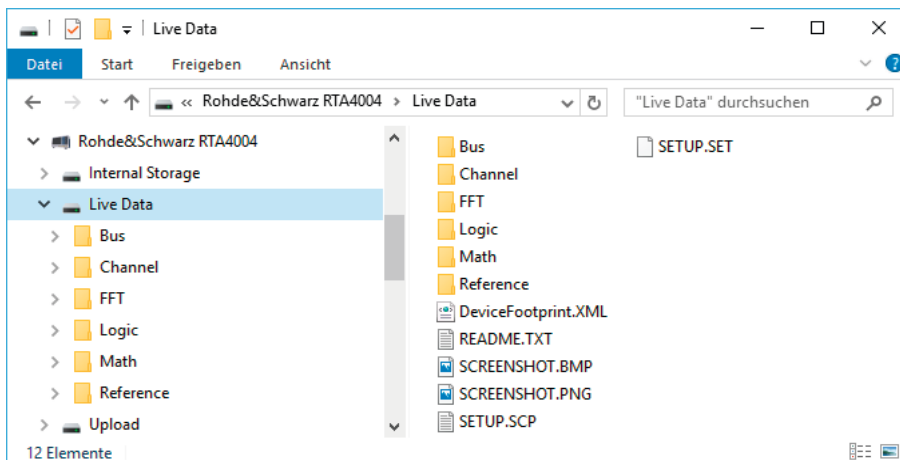 Live Data
Datei Start Freigeben Ansicht
« Rohde&Schwarz RTA4004 > Live Data "Live Data" durchsuchen
Rohde&Schwarz RTA4004
Internal Storage
Live Data
Bus
Channel
FFT
Logic
Math
Reference
Upload
Bus
Channel
FFT
Logic
Math
Reference
DeviceFootprint.XML
README.TXT
SCREENSHOT.BMP
SCREENSHOT.PNG
SETUP.SCP
SETUP.SET
12 Elemente